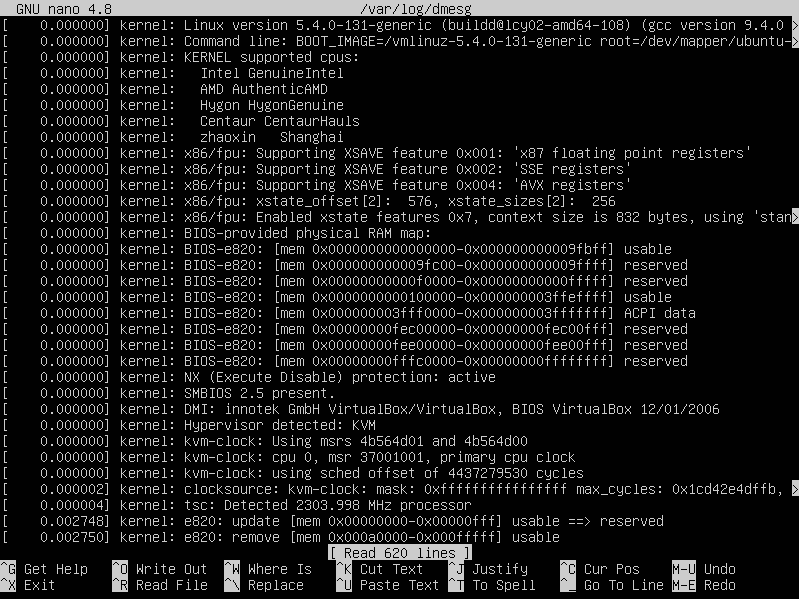 GNU nano 4.8 /var/log/dmesg
[    0.000000] kernel: Linux version 5.4.0-131-generic (buildd@lcy02-amd64-108) (gcc version 9.4.0 >
[    0.000000] kernel: Command line: BOOT_IMAGE=/vmlinuz-5.4.0-131-generic root=/dev/mapper/ubuntu->
[    0.000000] kernel: KERNEL supported cpus:
[    0.000000] kernel:   Intel GenuineIntel
[    0.000000] kernel:   AMD AuthenticAMD
[    0.000000] kernel:   Hygon HygonGenuine
[    0.000000] kernel:   Centaur CentaurHauls
[    0.000000] kernel:   zhaoxin   Shanghai
[    0.000000] kernel: x86/fpu: Supporting XSAVE feature 0x001: 'x87 floating point registers'
[    0.000000] kernel: x86/fpu: Supporting XSAVE feature 0x002: 'SSE registers'
[    0.000000] kernel: x86/fpu: Supporting XSAVE feature 0x004: 'AVX registers'
[    0.000000] kernel: x86/fpu: xstate_offset[2]:  576, xstate_sizes[2]:  256
[    0.000000] kernel: x86/fpu: Enabled xstate features 0x7, context size is 832 bytes, using 'stan>
[    0.000000] kernel: BIOS-provided physical RAM map:
[    0.000000] kernel: BIOS-e820: [mem 0x0000000000000000-0x000000000009fbff] usable
[    0.000000] kernel: BIOS-e820: [mem 0x000000000009fc00-0x000000000009ffff] reserved
[    0.000000] kernel: BIOS-e820: [mem 0x00000000000f0000-0x00000000000fffff] reserved
[    0.000000] kernel: BIOS-e820: [mem 0x0000000000100000-0x000000003ffeffff] usable
[    0.000000] kernel: BIOS-e820: [mem 0x000000003fff0000-0x000000003fffffff] ACPI data
[    0.000000] kernel: BIOS-e820: [mem 0x00000000fec00000-0x00000000fec00fff] reserved
[    0.000000] kernel: BIOS-e820: [mem 0x00000000fee00000-0x00000000fee00fff] reserved
[    0.000000] kernel: BIOS-e820: [mem 0x00000000fffc0000-0x00000000ffffffff] reserved
[    0.000000] kernel: NX (Execute Disable) protection: active
[    0.000000] kernel: SMBIOS 2.5 present.
[    0.000000] kernel: DMI: innotek GmbH VirtualBox/VirtualBox, BIOS VirtualBox 12/01/2006
[    0.000000] kernel: Hypervisor detected: KVM
[    0.000000] kernel: kvm-clock: Using msrs 4b564d01 and 4b564d00
[    0.000000] kernel: kvm-clock: cpu 0, msr 37001001, primary cpu clock
[    0.000000] kernel: kvm-clock: using sched offset of 4437279530 cycles
[    0.000002] kernel: clocksource: kvm-clock: mask: 0xffffffffffffffff max_cycles: 0x1cd42e4dffb, >
[    0.000004] kernel: tsc: Detected 2303.998 MHz processor
[    0.002748] kernel: e820: update [mem 0x00000000-0x00000fff] usable ==> reserved
[    0.002750] kernel: e820: remove [mem 0x000a0000-0x000fffff] usable
[ Read 620 lines ]
^G Get Help ^O Write Out ^W Where Is ^K Cut Text ^J Justify ^C Cur Pos M-U Undo
^X Exit ^R Read File ^\ Replace ^U Paste Text ^T To Spell ^_ Go To Line M-E Redo